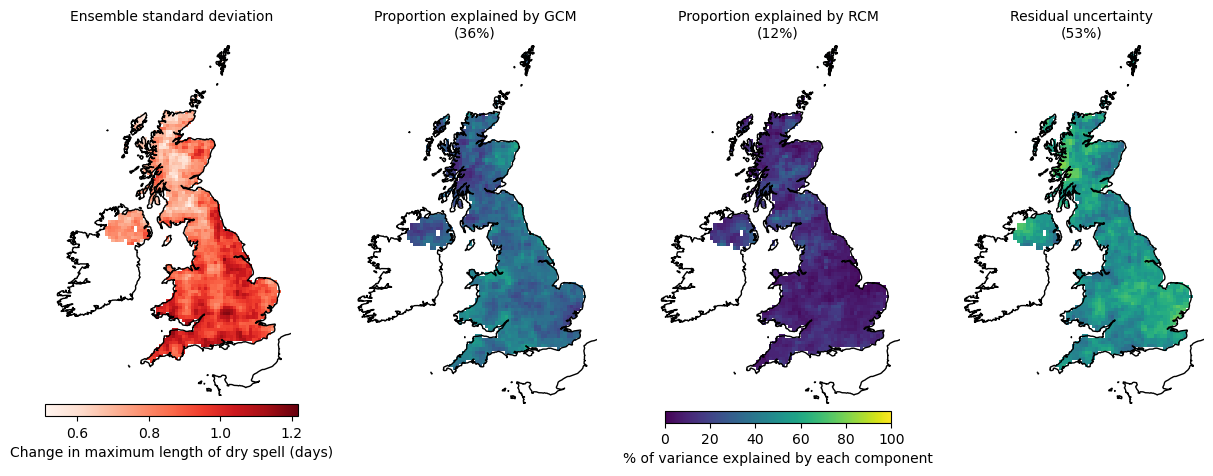 Ensemble standard deviation
Proportion explained by GCM
(36%)
Proportion explained by RCM
(12%)
Residual uncertainty
(53%)
0.6 0.8 1.0 1.2
Change in maximum length of dry spell (days)
0 20 40 60 80 100
% of variance explained by each component